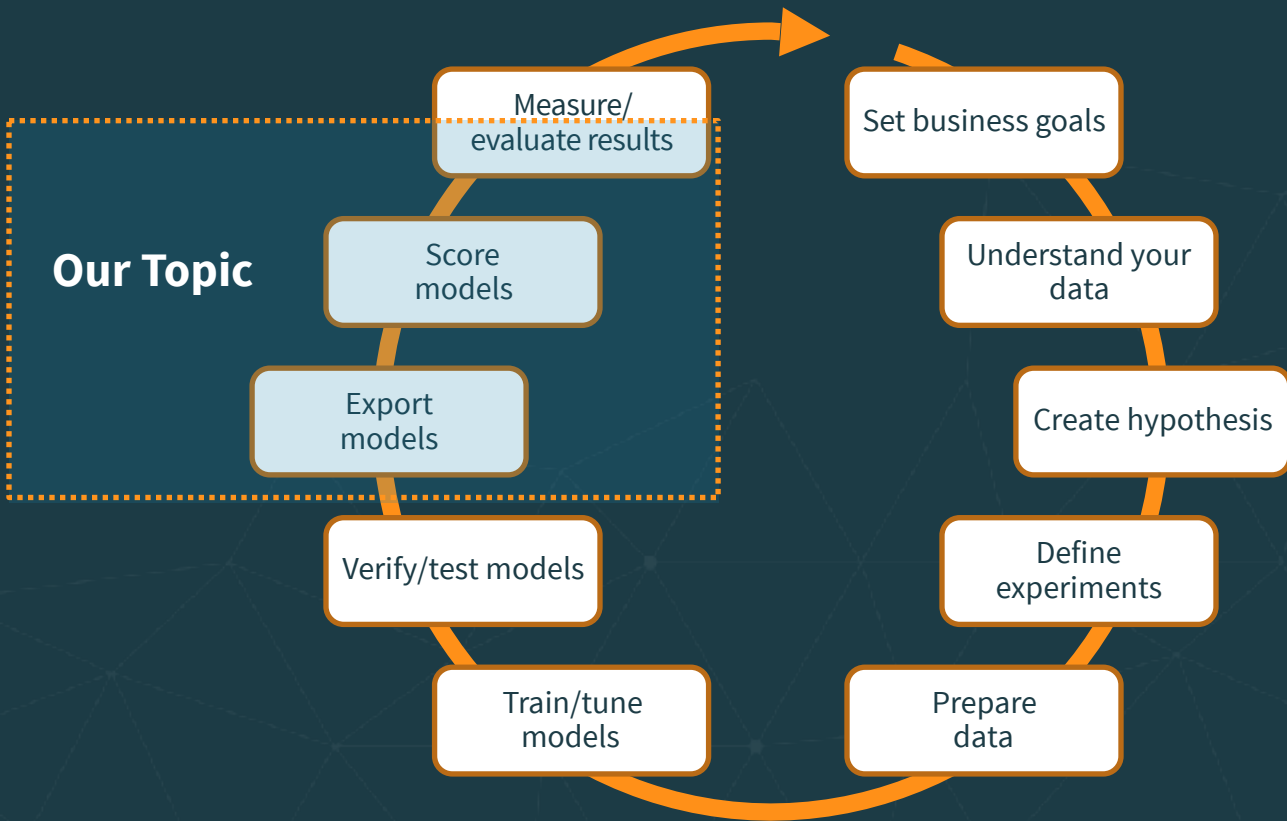 Measure/
evaluate results
Set business goals
Our Topic
Score
models
Understand your
data
Export
models
Create hypothesis
Verify/test models
Define
experiments
Train/tune
models
Prepare
data